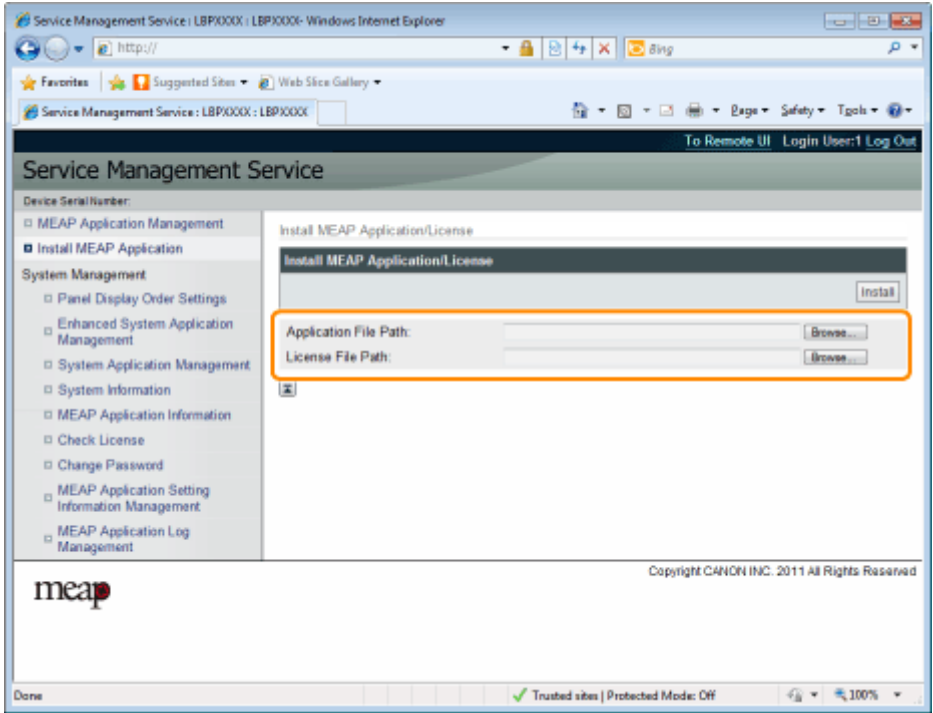 Service Management Service : LBPXXXX : LBPXXXX- Windows Internet Explorer
http://
Bing
Favorites Suggested Sites Web Slice Gallery
Service Management Service : LBPXXXX : LBPXXXX
Page Safety Tools
To Remote UI Login User:1 Log Out
Service Management Service
Device Serial Number:
MEAP Application Management
Install MEAP Application
System Management
Panel Display Order Settings
Enhanced System Application
Management
System Application Management
System Information
MEAP Application Information
Check License
Change Password
MEAP Application Setting
Information Management
MEAP Application Log
Management
Install MEAP Application/License
Install MEAP Application/License
Install
Application File Path: Browse...
License File Path: Browse...
Copyright CANON INC. 2011 All Rights Reserved
meap
Done Trusted sites | Protected Mode: Off 100%